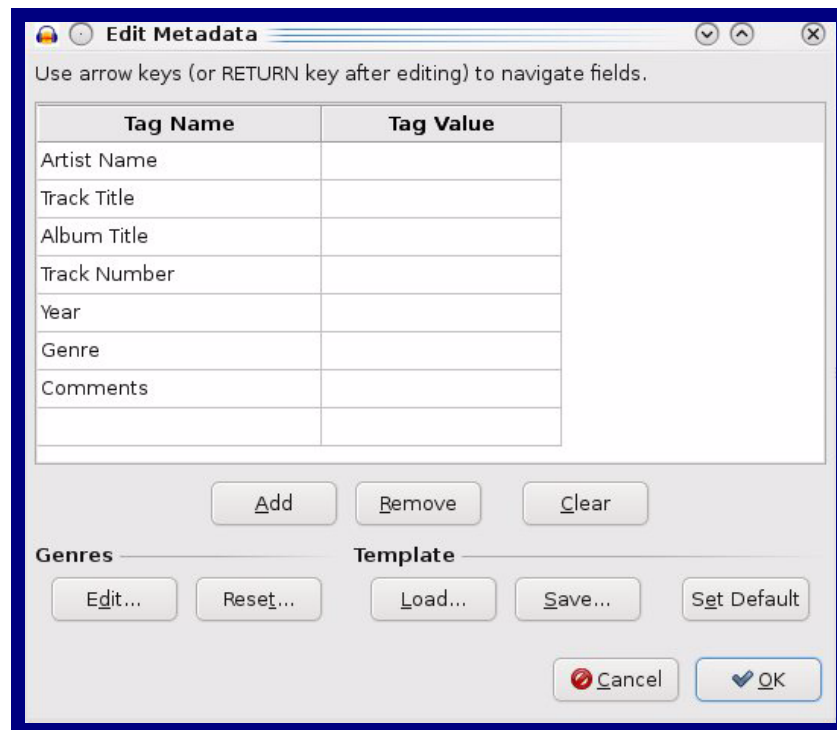 Edit Metadata
Use arrow keys (or RETURN key after editing) to navigate fields.
Tag Name Tag Value
Artist Name
Track Title
Album Title
Track Number
Year
Genre
Comments
Add Remove Clear
Genres Template
Edit... Reset... Load... Save... Set Default
Cancel OK